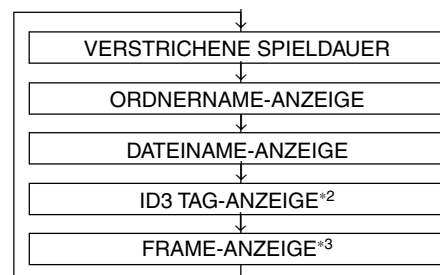 VERSTRICHENE SPIELDAUER
ORDNERNAME-ANZEIGE
DATEINAME-ANZEIGE
ID3 TAG-ANZEIGE*2
FRAME-ANZEIGE*3